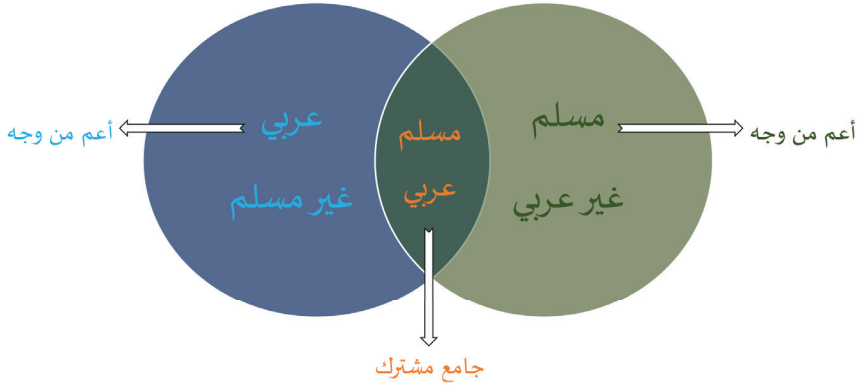 مسلم
غير عربي
أعم من وجه
مسلم
عربي
جامع مشترك
عربي
غير مسلم
أعم من وجه